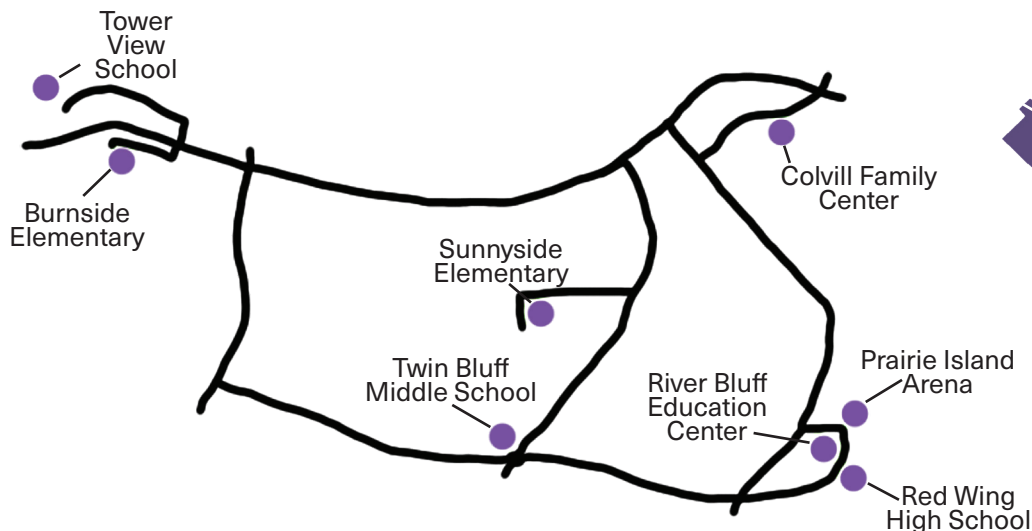 Tower
View
School
Burnside
Elementary
Sunnyside
Elementary
Twin Bluff
Middle School
Colvill Family
Center
River Bluff
Education
Center
Prairie Island
Arena
Red Wing
High School